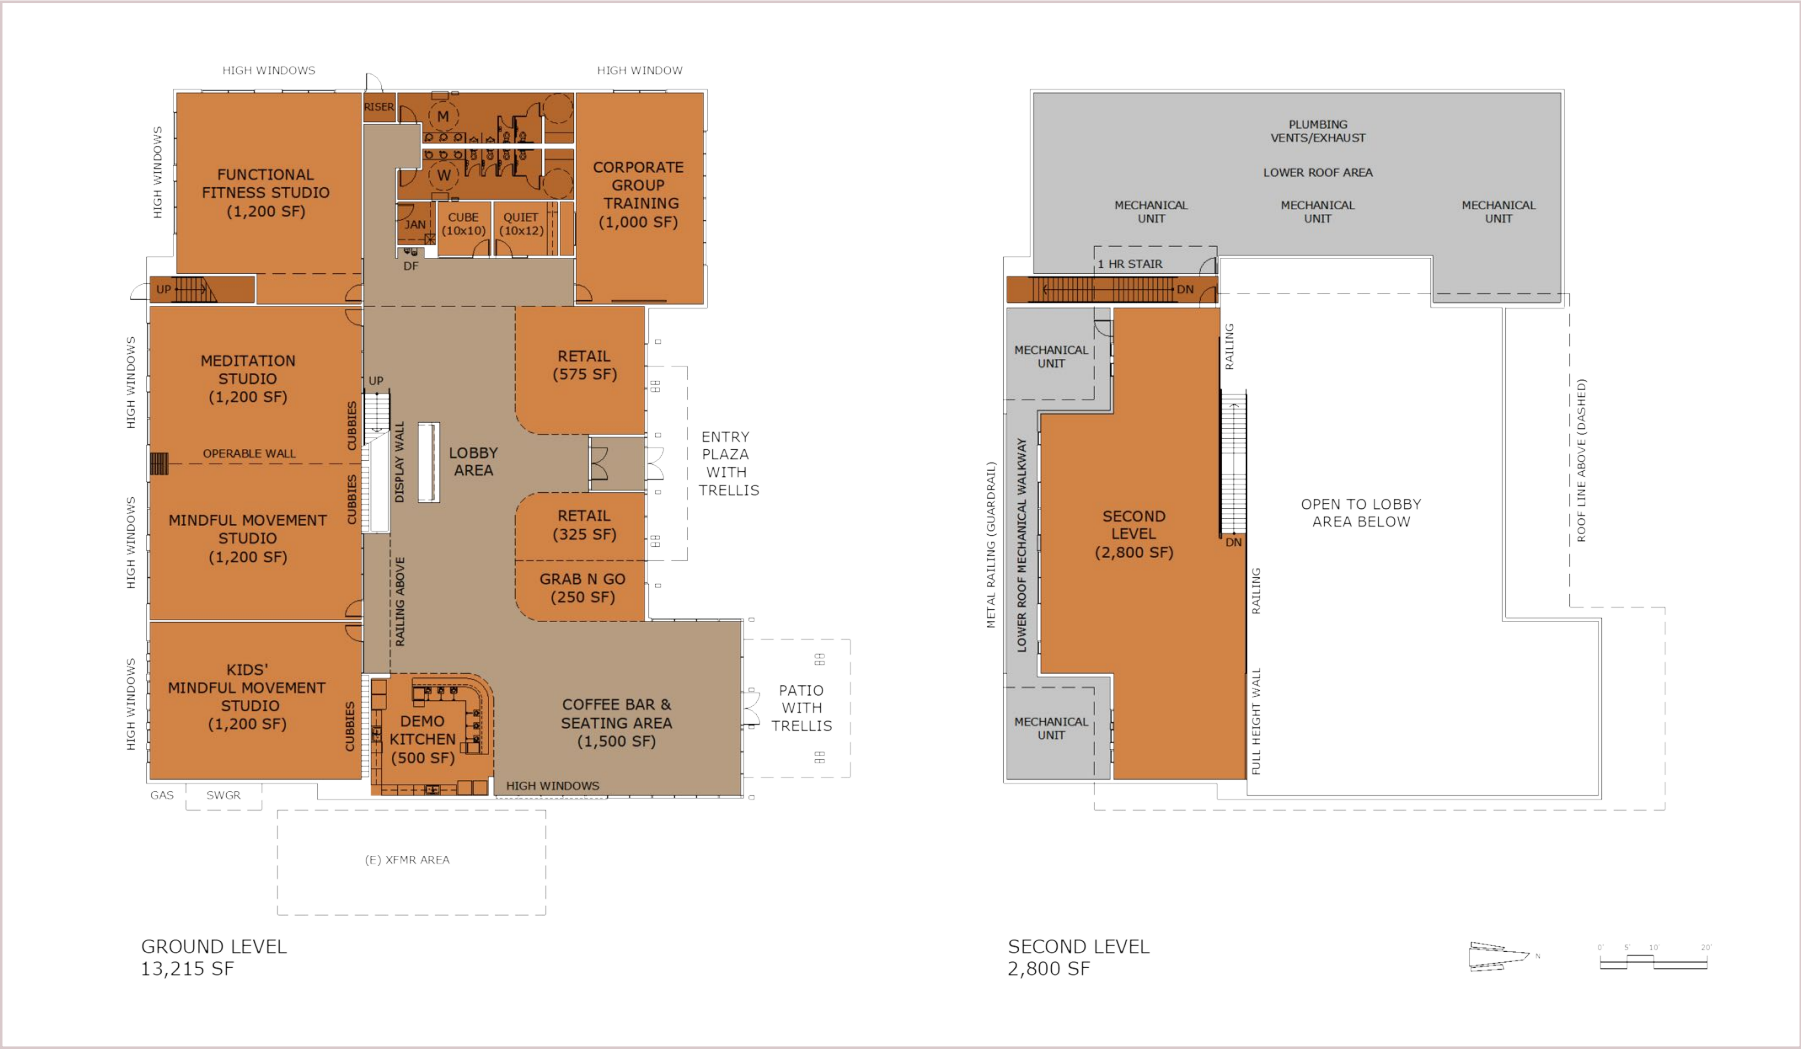 HIGH WINDOWS
HIGH WINDOW
HIGH WINDOWS
RISER
M
W
FUNCTIONAL
FITNESS STUDIO
(1,200 SF)
CORPORATE
GROUP
TRAINING
(1,000 SF)
JAN
CUBE
(10x10)
QUIET
(10x12)
DF
UP
HIGH WINDOWS
MEDITATION
STUDIO
(1,200 SF)
UP
CUBBIES
RETAIL
(575 SF)
OPERABLE WALL
DISPLAY WALL
LOBBY
AREA
ENTRY
PLAZA
WITH
TRELLIS
HIGH WINDOWS
MINDFUL MOVEMENT
STUDIO
(1,200 SF)
CUBBIES
RETAIL
(325 SF)
GRAB N GO
(250 SF)
RAILING ABOVE
HIGH WINDOWS
KIDS'
MINDFUL MOVEMENT
STUDIO
(1,200 SF)
CUBBIES
DEMO
KITCHEN
(500 SF)
COFFEE BAR &
SEATING AREA
(1,500 SF)
PATIO
WITH
TRELLIS
HIGH WINDOWS
GAS
SWGR
(E) XFMR AREA
GROUND LEVEL
13,215 SF
PLUMBING
VENTS/EXHAUST
LOWER ROOF AREA
MECHANICAL
UNIT
MECHANICAL
UNIT
MECHANICAL
UNIT
1 HR STAIR
DN
MECHANICAL
UNIT
RAILING
ROOF LINE ABOVE (DASHED)
METAL RAILING (GUARDRAIL)
LOWER ROOF MECHANICAL WALKWAY
SECOND
LEVEL
(2,800 SF)
DN
OPEN TO LOBBY
AREA BELOW
RAILING
MECHANICAL
UNIT
FULL HEIGHT WALL
SECOND LEVEL
2,800 SF
N
0' 5' 10' 20'